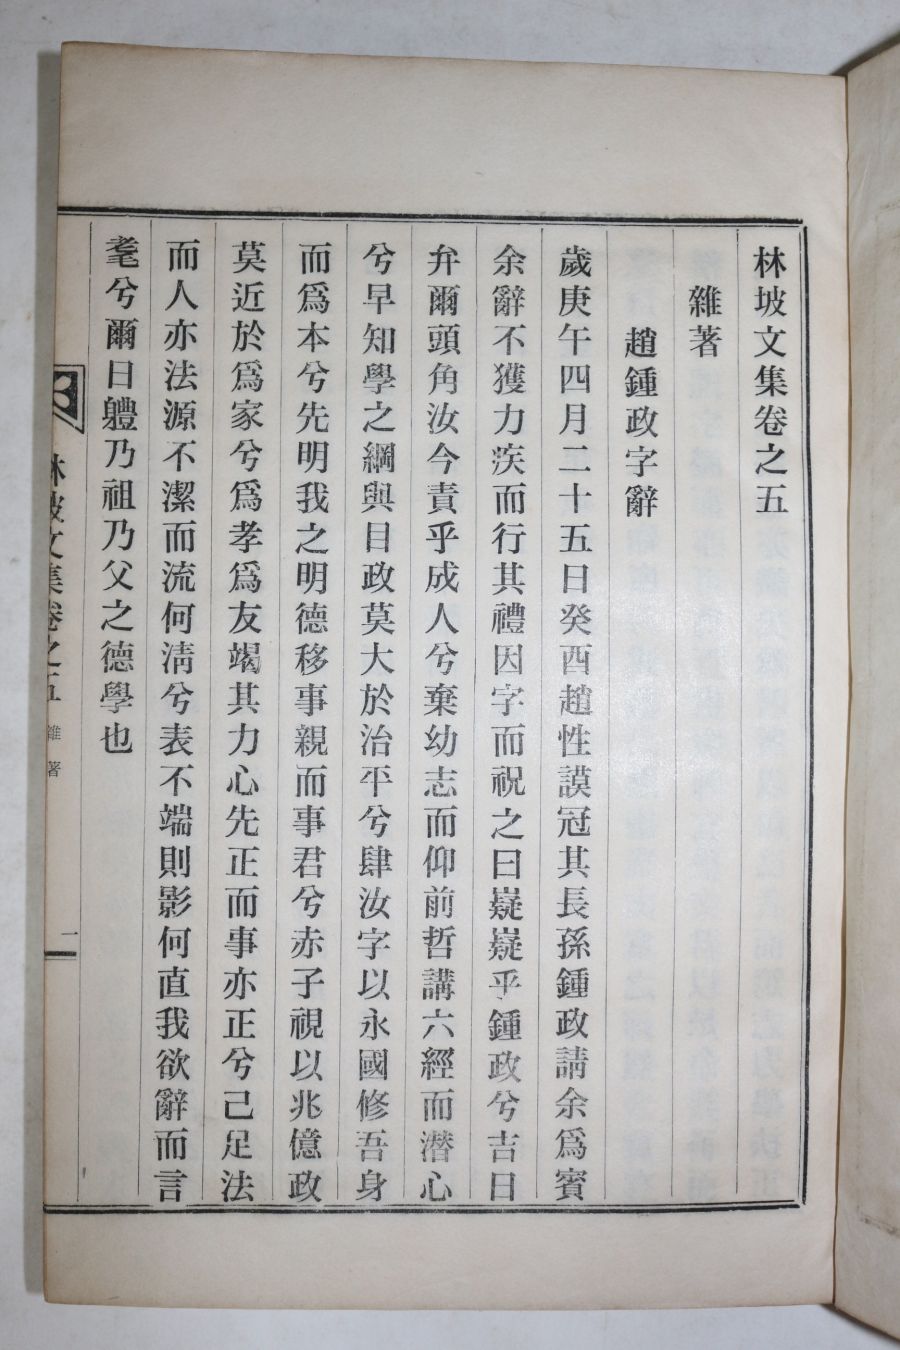 林坡文集卷之五
雜著
趙鍾政字辭
歲庚午四月二十五日癸酉趙性謨冠其長孫鍾政請余爲賓
余辭不獲力疾而行其禮因字而祝之曰嶷嶷乎鍾政兮吉日
弁爾頭角汝今責乎成人兮棄幼志而仰前哲講六經而潛心
兮早知學之綱與目政莫大於治平兮肆汝字以永國修吾身
而爲本兮先明我之明德移事親而事君兮赤子視以兆億政
莫近於爲家兮爲孝爲友竭其力心先正而事亦正兮己足法
而人亦法源不潔而流何淸兮表不端則影何直我欲辭而言
耄兮爾曰軆乃祖乃父之德學也
林坡文集卷之五
雜著
一